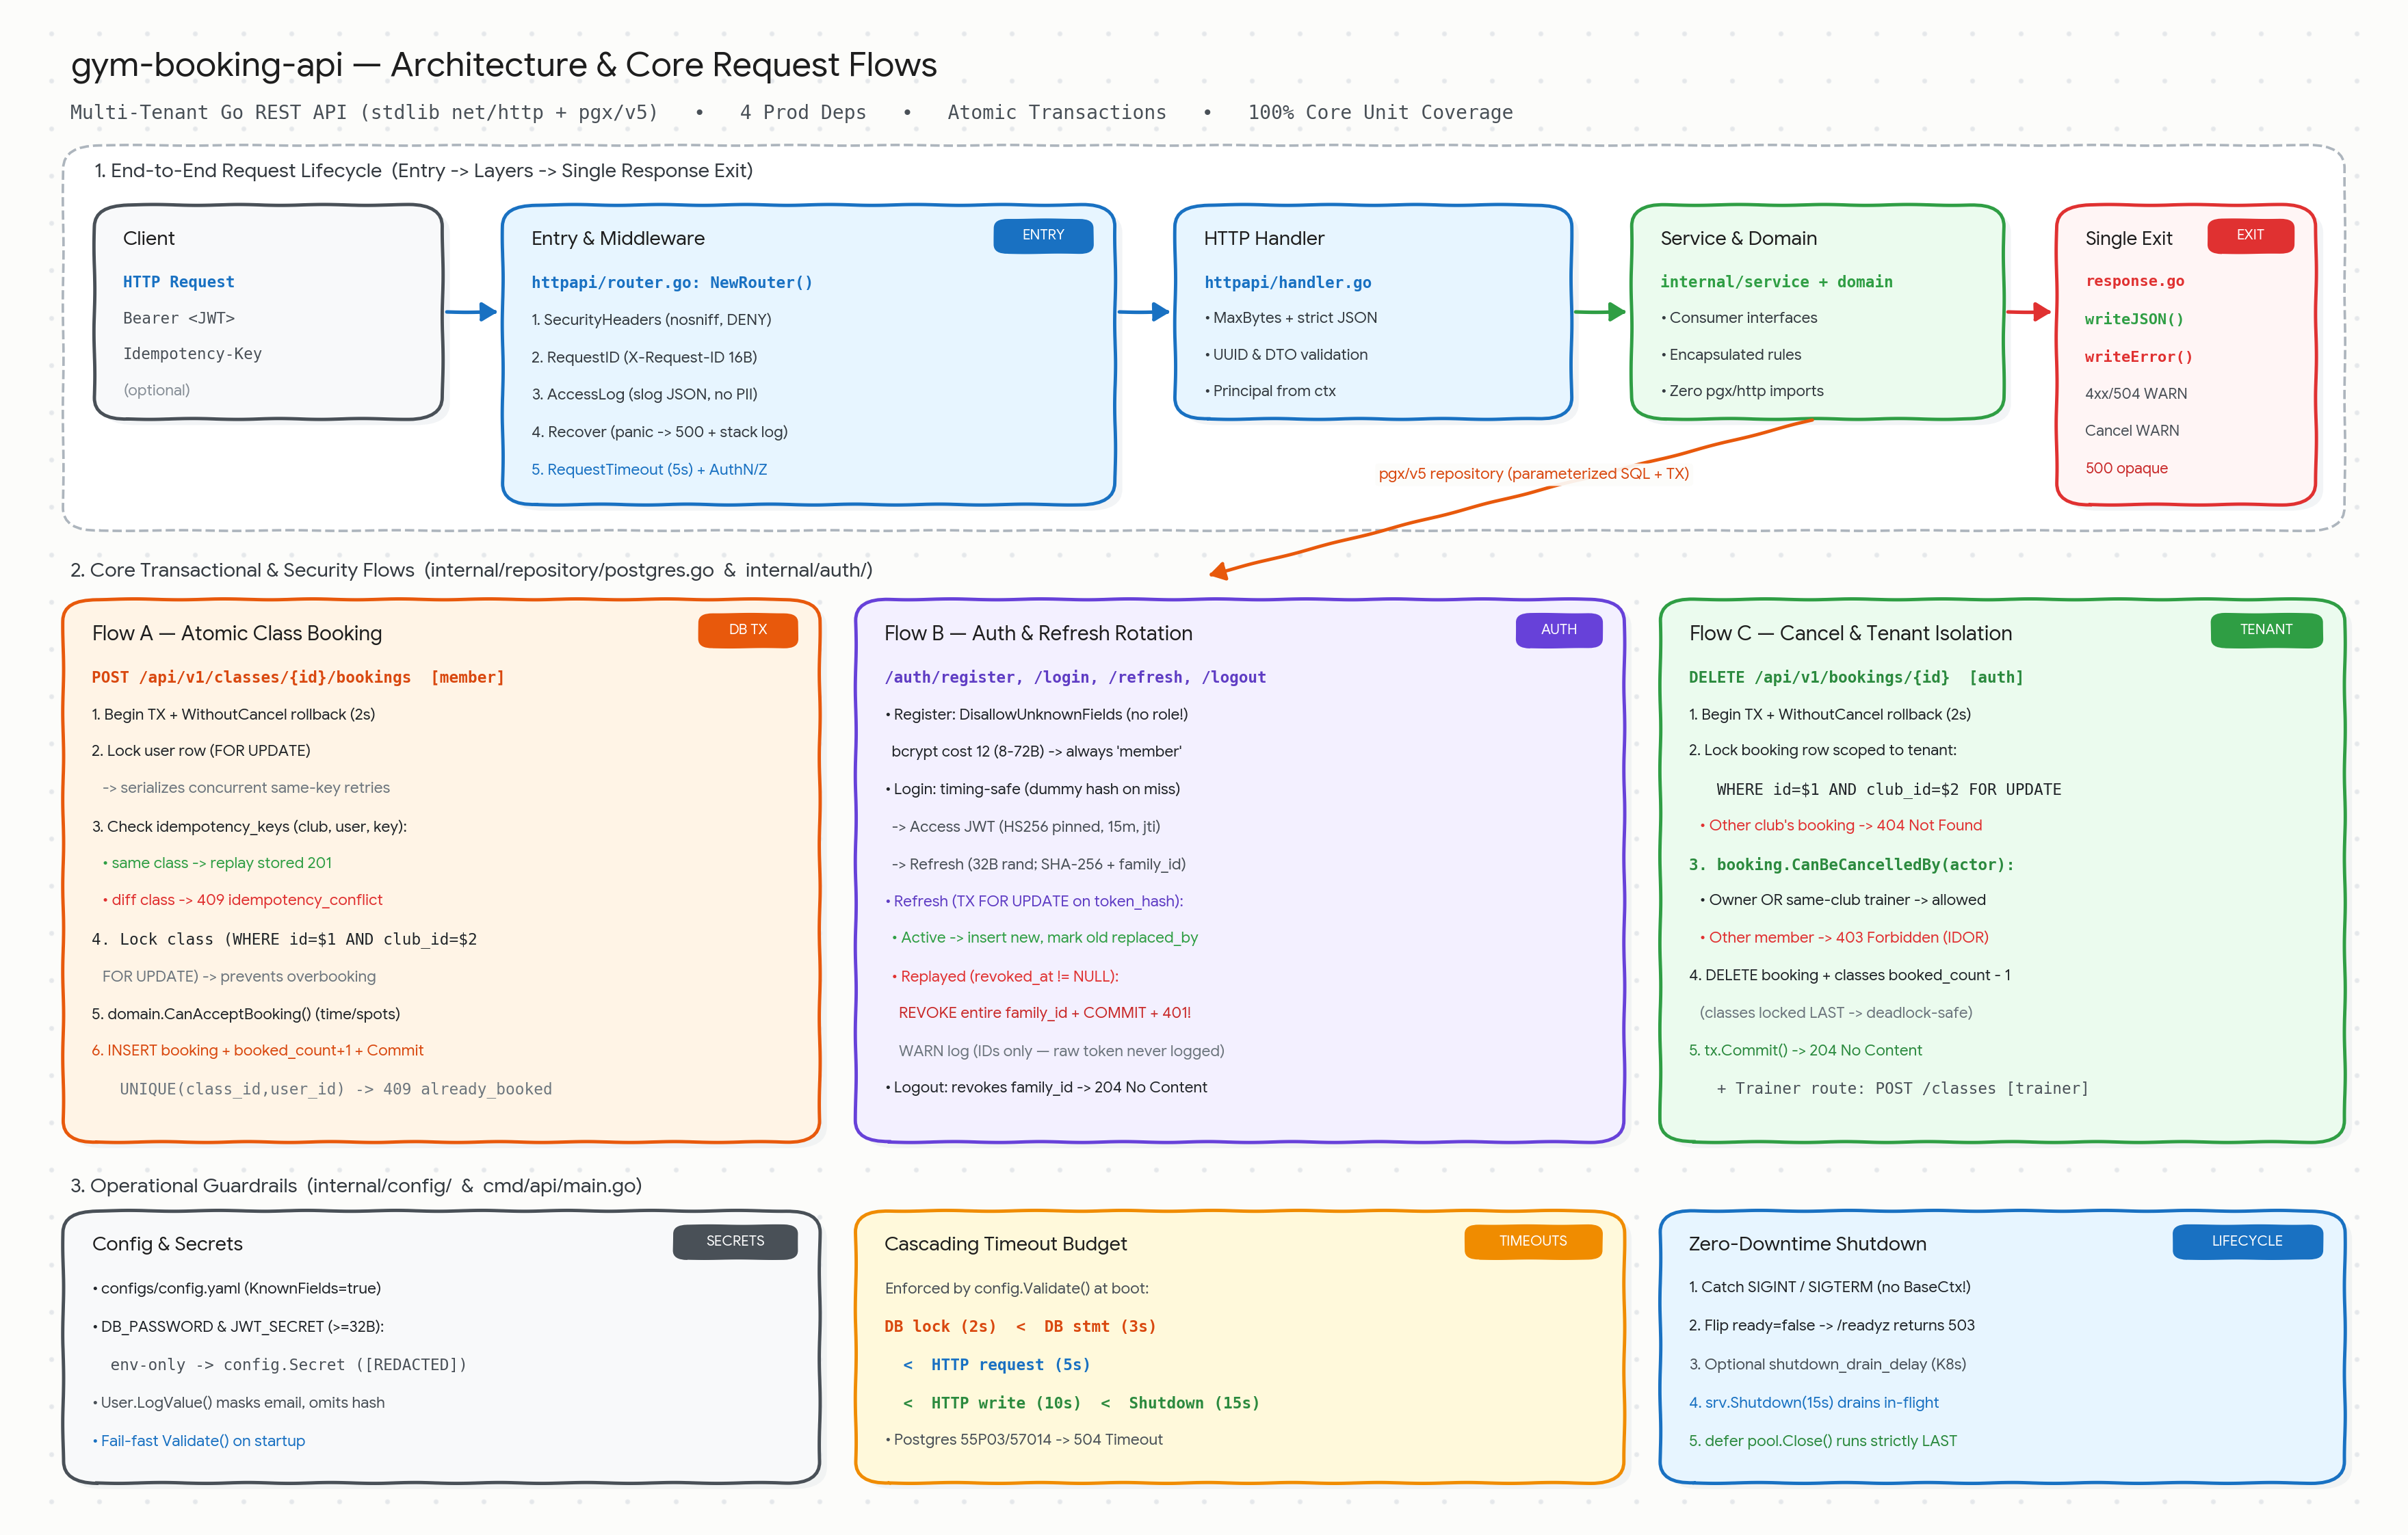 gym-booking-api — Architecture & Core Request Flows
Multi-Tenant Go REST API (stdlib net/http + pgx/v5) • 4 Prod Deps • Atomic Transactions • 100% Core Unit Coverage
1. End-to-End Request Lifecycle (Entry -> Layers -> Single Response Exit)
Client
HTTP Request
Bearer <JWT>
Idempotency-Key
(optional)
Entry & Middleware
ENTRY
httpapi/router.go: NewRouter()
1. SecurityHeaders (nosniff, DENY)
2. RequestID (X-Request-ID 16B)
3. AccessLog (slog JSON, no PII)
4. Recover (panic -> 500 + stack log)
5. RequestTimeout (5s) + AuthN/Z
HTTP Handler
httpapi/handler.go
• MaxBytes + strict JSON
• UUID & DTO validation
• Principal from ctx
Service & Domain
internal/service + domain
• Consumer interfaces
• Encapsulated rules
• Zero pgx/http imports
Single Exit
EXIT
response.go
writeJSON()
writeError()
4xx/504 WARN
Cancel WARN
500 opaque
pgx/v5 repository (parameterized SQL + TX)
2. Core Transactional & Security Flows (internal/repository/postgres.go & internal/auth/)
Flow A — Atomic Class Booking
DB TX
POST /api/v1/classes/{id}/bookings [member]
1. Begin TX + WithoutCancel rollback (2s)
2. Lock user row (FOR UPDATE)
-> serializes concurrent same-key retries
3. Check idempotency_keys (club, user, key):
• same class -> replay stored 201
• diff class -> 409 idempotency_conflict
4. Lock class (WHERE id=$1 AND club_id=$2
FOR UPDATE) -> prevents overbooking
5. domain.CanAcceptBooking() (time/spots)
6. INSERT booking + booked_count+1 + Commit
UNIQUE(class_id,user_id) -> 409 already_booked
Flow B — Auth & Refresh Rotation
AUTH
/auth/register, /login, /refresh, /logout
• Register: DisallowUnknownFields (no role!)
bcrypt cost 12 (8-72B) -> always 'member'
• Login: timing-safe (dummy hash on miss)
-> Access JWT (HS256 pinned, 15m, jti)
-> Refresh (32B rand; SHA-256 + family_id)
• Refresh (TX FOR UPDATE on token_hash):
• Active -> insert new, mark old replaced_by
• Replayed (revoked_at != NULL):
REVOKE entire family_id + COMMIT + 401!
WARN log (IDs only — raw token never logged)
• Logout: revokes family_id -> 204 No Content
Flow C — Cancel & Tenant Isolation
TENANT
DELETE /api/v1/bookings/{id} [auth]
1. Begin TX + WithoutCancel rollback (2s)
2. Lock booking row scoped to tenant:
WHERE id=$1 AND club_id=$2 FOR UPDATE
• Other club's booking -> 404 Not Found
3. booking.CanBeCancelledBy(actor):
• Owner OR same-club trainer -> allowed
• Other member -> 403 Forbidden (IDOR)
4. DELETE booking + classes booked_count - 1
(classes locked LAST -> deadlock-safe)
5. tx.Commit() -> 204 No Content
+ Trainer route: POST /classes [trainer]
3. Operational Guardrails (internal/config/ & cmd/api/main.go)
Config & Secrets
SECRETS
• configs/config.yaml (KnownFields=true)
• DB_PASSWORD & JWT_SECRET (>=32B):
env-only -> config.Secret ([REDACTED])
• User.LogValue() masks email, omits hash
• Fail-fast Validate() on startup
Cascading Timeout Budget
TIMEOUTS
Enforced by config.Validate() at boot:
DB lock (2s) < DB stmt (3s)
< HTTP request (5s)
< HTTP write (10s) < Shutdown (15s)
• Postgres 55P03/57014 -> 504 Timeout
Zero-Downtime Shutdown
LIFECYCLE
1. Catch SIGINT / SIGTERM (no BaseCtx!)
2. Flip ready=false -> /readyz returns 503
3. Optional shutdown_drain_delay (K8s)
4. srv.Shutdown(15s) drains in-flight
5. defer pool.Close() runs strictly LAST